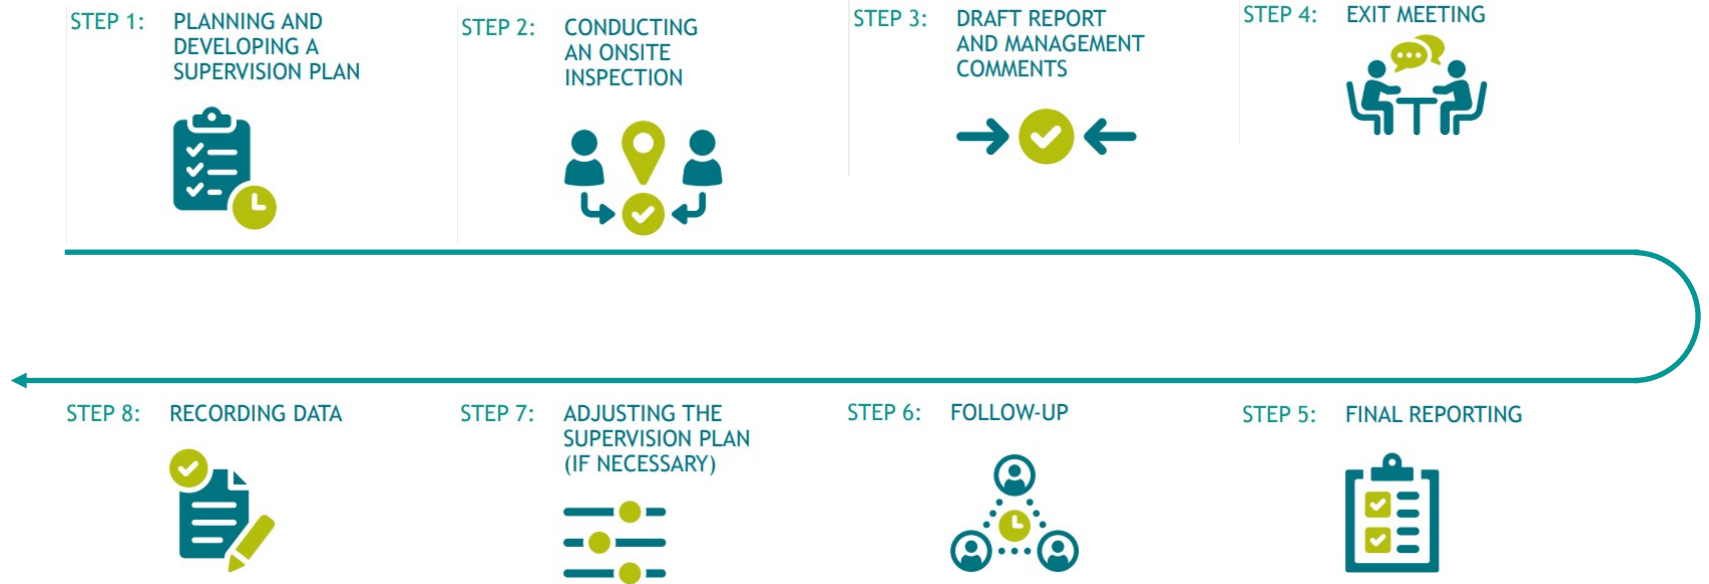 STEP 1:
PLANNING AND
DEVELOPING A
SUPERVISION PLAN
STEP 2:
CONDUCTING
AN ONSITE
INSPECTION
STEP 3:
DRAFT REPORT
AND MANAGEMENT
COMMENTS
STEP 4:
EXIT MEETING
STEP 5:
FINAL REPORTING
STEP 6:
FOLLOW-UP
STEP 7:
ADJUSTING THE
SUPERVISION PLAN
(IF NECESSARY)
STEP 8:
RECORDING DATA